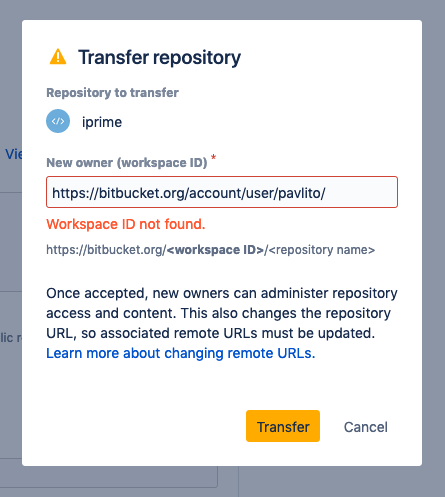 Transfer repository
Repository to transfer
</> iprime
Vie
New owner (workspace ID) *
https://bitbucket.org/account/user/pavlito/
Workspace ID not found.
https://bitbucket.org/<workspace ID>/<repository name>
Once accepted, new owners can administer repository
access and content. This also changes the repository
lic r
URL, so associated remote URLs must be updated.
Learn more about changing remote URLs.
Transfer Cancel